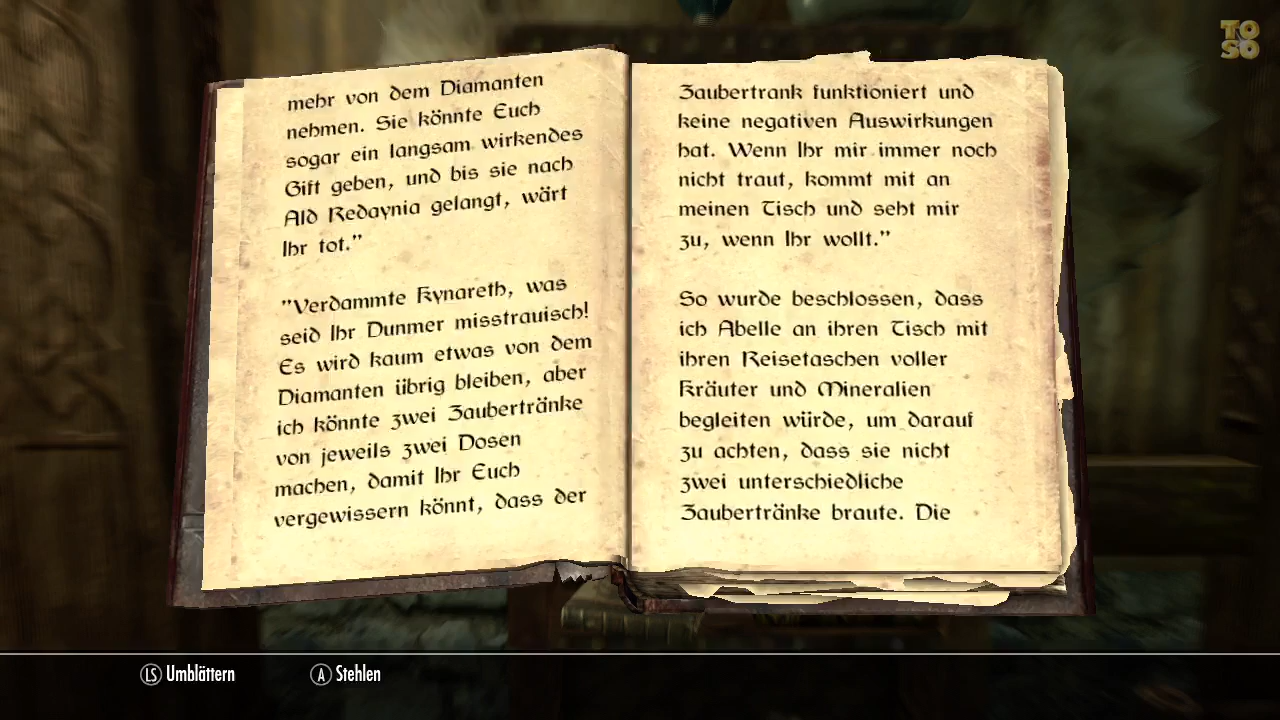 TO
SO
mehr von dem Diamanten
nehmen. Sie könnte Euch
sogar ein langsam wirkendes
Gift geben, und bis sie nach
Ald Redaynia gelangt, wärt
Ihr tot."
"Verdammte Kynareth, was
seid Ihr Dunmer misstrauisch!
Es wird kaum etwas von dem
Diamanten übrig bleiben, aber
ich könnte zwei Zaubertränke
von jeweils zwei Dosen
machen, damit Ihr Euch
vergewissern könnt, dass der
Zaubertrank funktioniert und
keine negativen Auswirkungen
hat. Wenn Ihr mir immer noch
nicht traut, kommt mit an
meinen Tisch und seht mir
zu, wenn Ihr wollt."
So wurde beschlossen, dass
ich Abelle an ihren Tisch mit
ihren Reisetaschen voller
Kräuter und Mineralien
begleiten würde, um darauf
zu achten, dass sie nicht
zwei unterschiedliche
Zaubertränke braute. Die
LS Umblättern A Stehlen